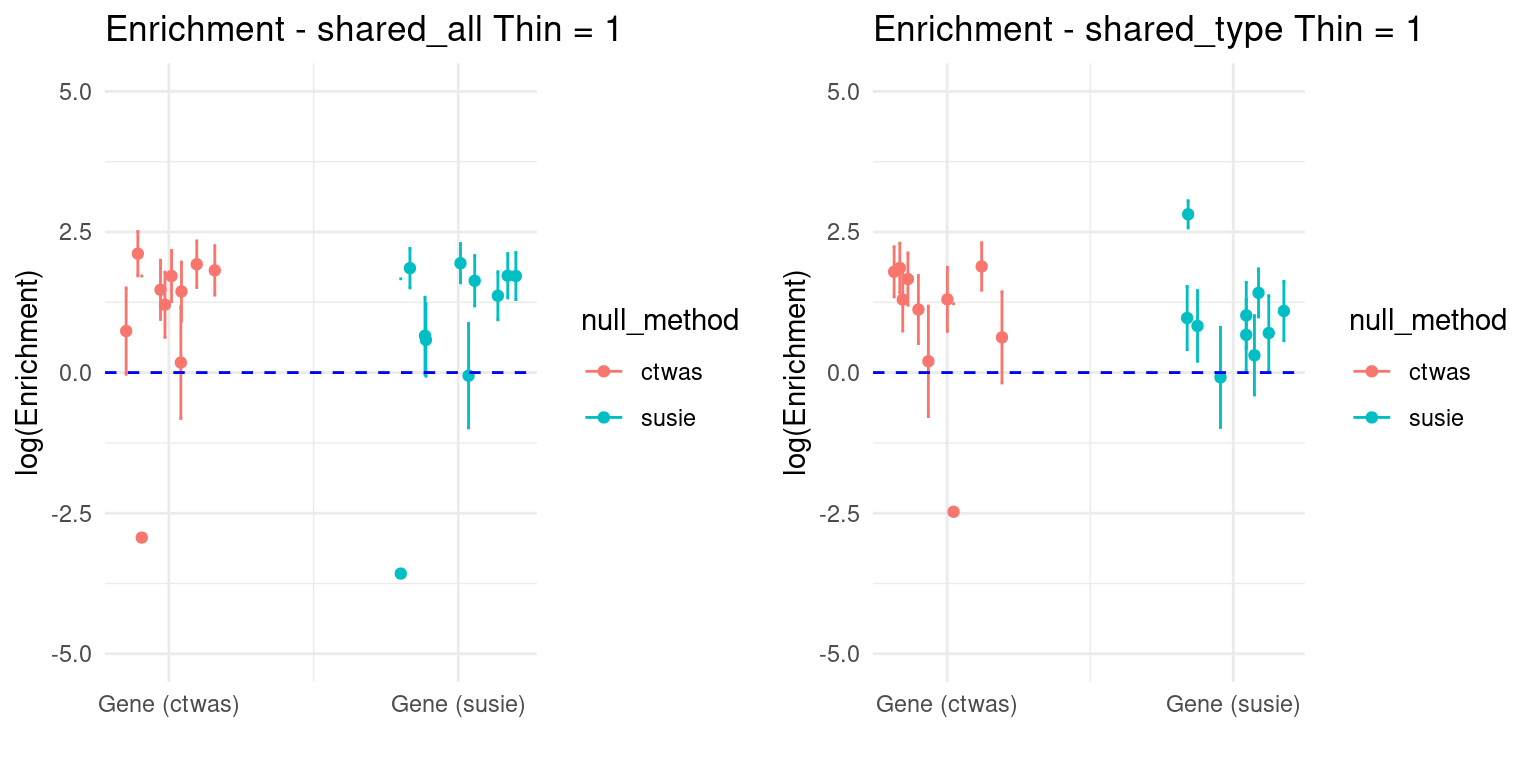 Enrichment - shared_all Thin = 1
log(Enrichment)
5.0
2.5
0.0
-2.5
-5.0
Gene (ctwas)
Gene (susie)
null_method
ctwas
susie
Enrichment - shared_type Thin = 1
log(Enrichment)
5.0
2.5
0.0
-2.5
-5.0
Gene (ctwas)
Gene (susie)
null_method
ctwas
susie